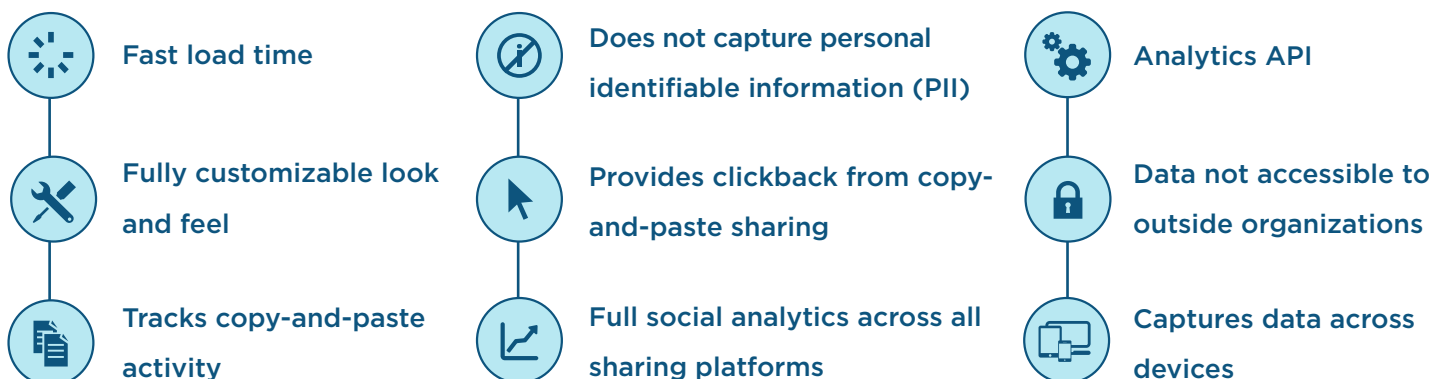 Fast load time
Fully customizable look
and feel
Tracks copy-and-paste
activity
Does not capture personal
identifiable information (PII)
Provides clickback from copy-
and-paste sharing
Full social analytics across all
sharing platforms
Analytics API
Data not accessible to
outside organizations
Captures data across
devices